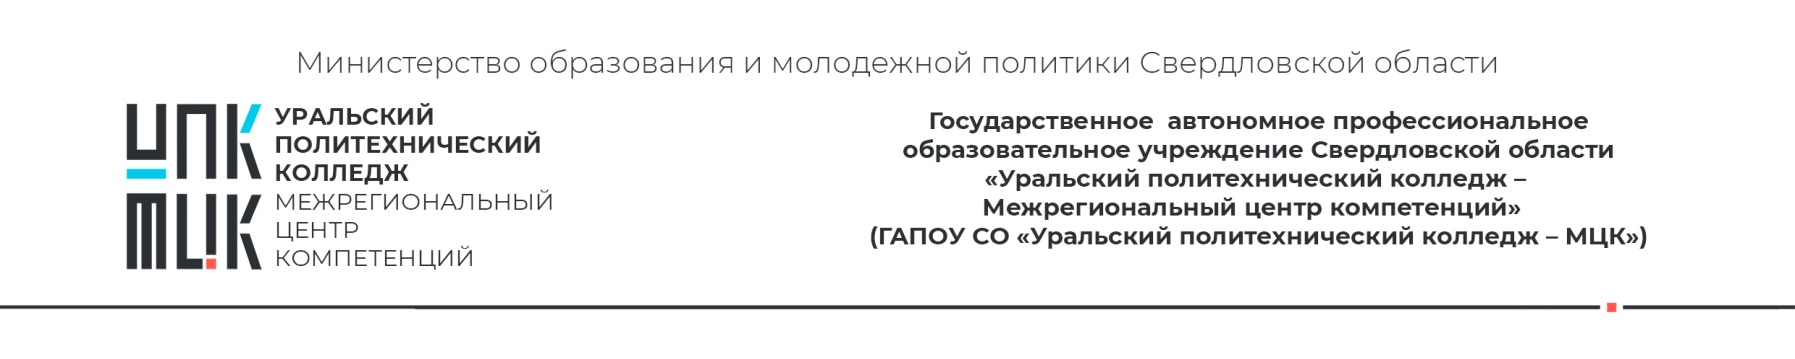 Министерство образования и молодежной политики Свердловской области
УПК
МЦК
УРАЛЬСКИЙ
ПОЛИТЕХНИЧЕСКИЙ
КОЛЛЕДЖ
МЕЖРЕГИОНАЛЬНЫЙ
ЦЕНТР
КОМПЕТЕНЦИЙ
Государственное автономное профессиональное
образовательное учреждение Свердловской области
«Уральский политехнический колледж –
Межрегиональный центр компетенций»
(ГАПОУ СО «Уральский политехнический колледж – МЦК»)